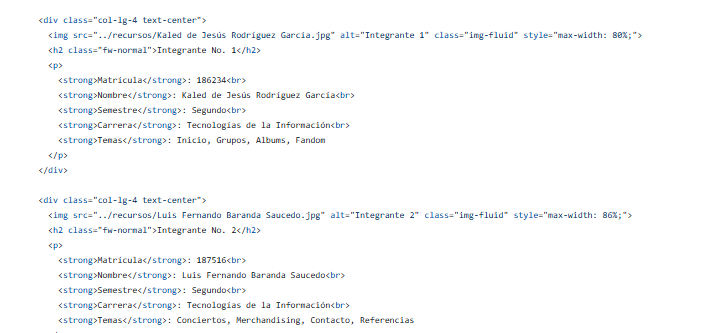 <div class="col-lg-4 text-center">
<img src="../recursos/Kaled de Jesús Rodríguez García.jpg" alt="Integrante 1" class="img-fluid" style="max-width: 80%;">
<h2 class="fw-normal">Integrante No. 1</h2>
<p>
<strong>Matrícula</strong>: 186234<br>
<strong>Nombre</strong>: Kaled de Jesús Rodríguez García<br>
<strong>Semestre</strong>: Segundo<br>
<strong>Carrera</strong>: Tecnologías de la Información<br>
<strong>Temas</strong>: Inicio, Grupos, Albums, Fandom
</p>
</div>
<div class="col-lg-4 text-center">
<img src="../recursos/Luis Fernando Baranda Saucedo.jpg" alt="Integrante 2" class="img-fluid" style="max-width: 86%;">
<h2 class="fw-normal">Integrante No. 2</h2>
<p>
<strong>Matrícula</strong>: 187516<br>
<strong>Nombre</strong>: Luis Fernando Baranda Saucedo<br>
<strong>Semestre</strong>: Segundo<br>
<strong>Carrera</strong>: Tecnologías de la Información<br>
<strong>Temas</strong>: Conciertos, Merchandising, Contacto, Referencias